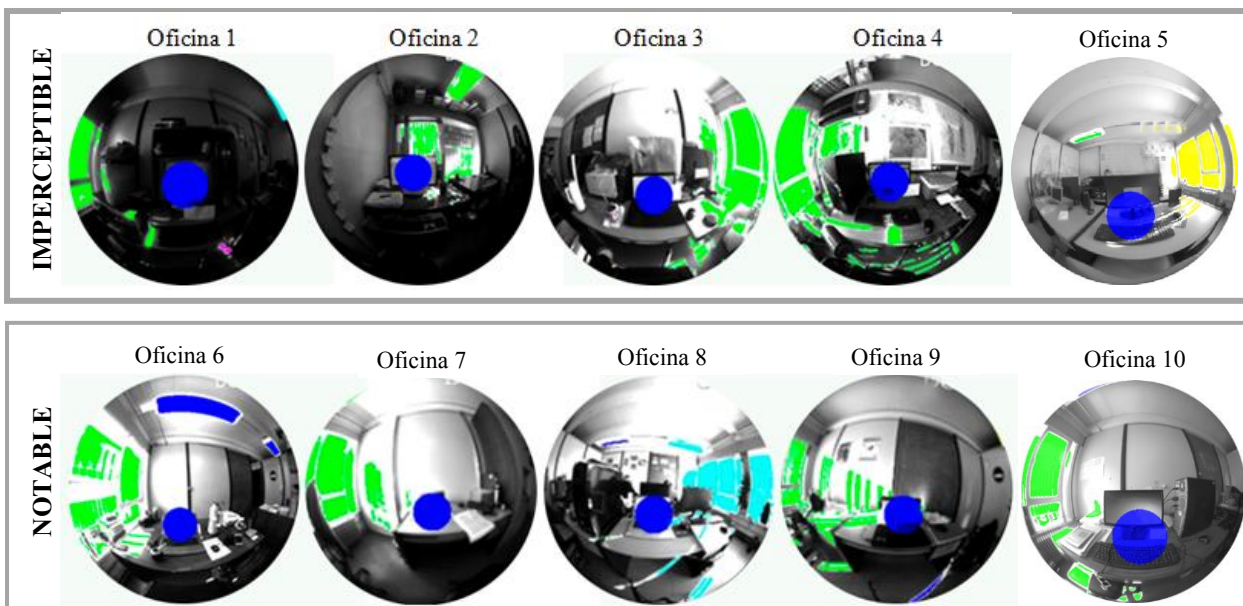 Oficina 1
Oficina 2
Oficina 3
Oficina 4
Oficina 5
IMPERCEPTIBLE
Oficina 6
Oficina 7
Oficina 8
Oficina 9
Oficina 10
NOTABLE